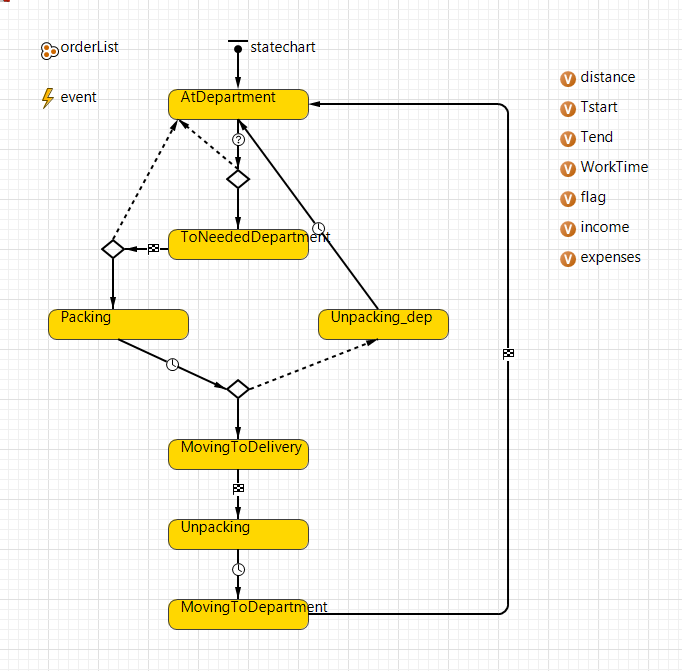 orderList
statechart
event
AtDepartment
?
ToNeededDepartment
Packing
Unpacking_dep
MovingToDelivery
Unpacking
MovingToDepartment
V distance
V Tstart
V Tend
V WorkTime
V flag
V income
V expenses